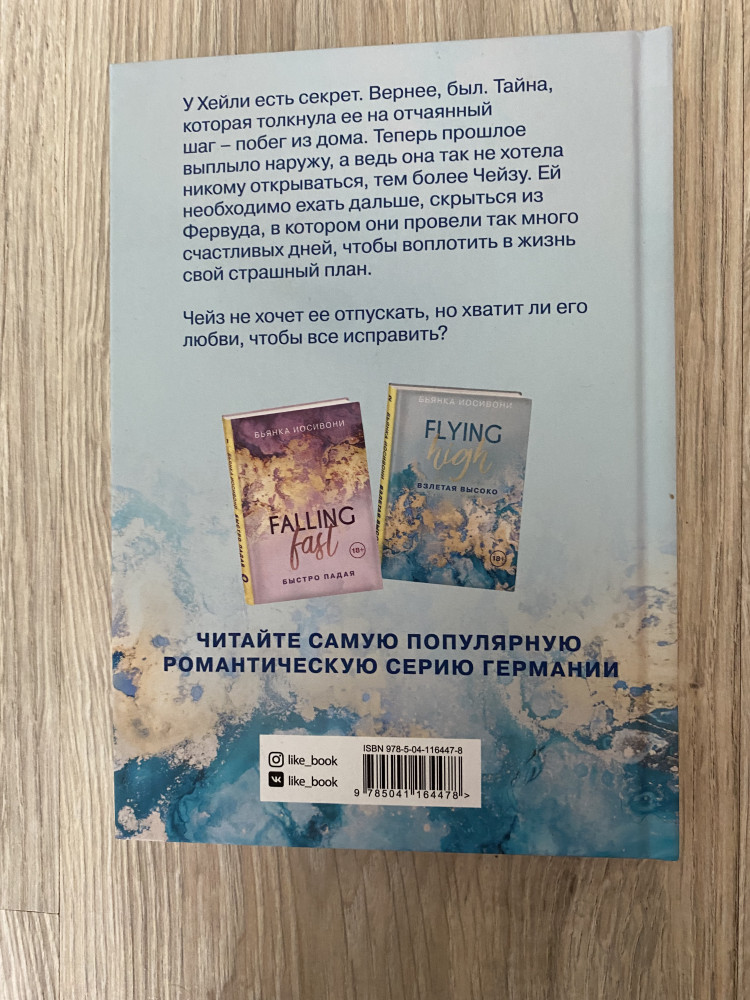 У Хейли есть секрет. Вернее, был. Тайна,
которая толкнула ее на отчаянный
шаг – побег из дома. Теперь прошлое
выплыло наружу, а ведь она так не хотела
никому открываться, тем более Чейзу. Ей
необходимо ехать дальше, скрыться из
Фервуда, в котором они провели так много
счастливых дней, чтобы воплотить в жизнь
свой страшный план.
Чейз не хочет ее отпускать, но хватит ли его
любви, чтобы все исправить?
БЬЯНКА ИОСИВОНИ
FALLING
fast
18+
БЫСТРО ПАДАЯ
БЬЯНКА ИОСИВОНИ
FLYING
high
ВЗЛЕТАЯ ВЫСОКО
18+
ЧИТАЙТЕ САМУЮ ПОПУЛЯРНУЮ
РОМАНТИЧЕСКУЮ СЕРИЮ ГЕРМАНИИ
like_book
like_book
ISBN 978-5-04-116447-8
9 785041 164478 >